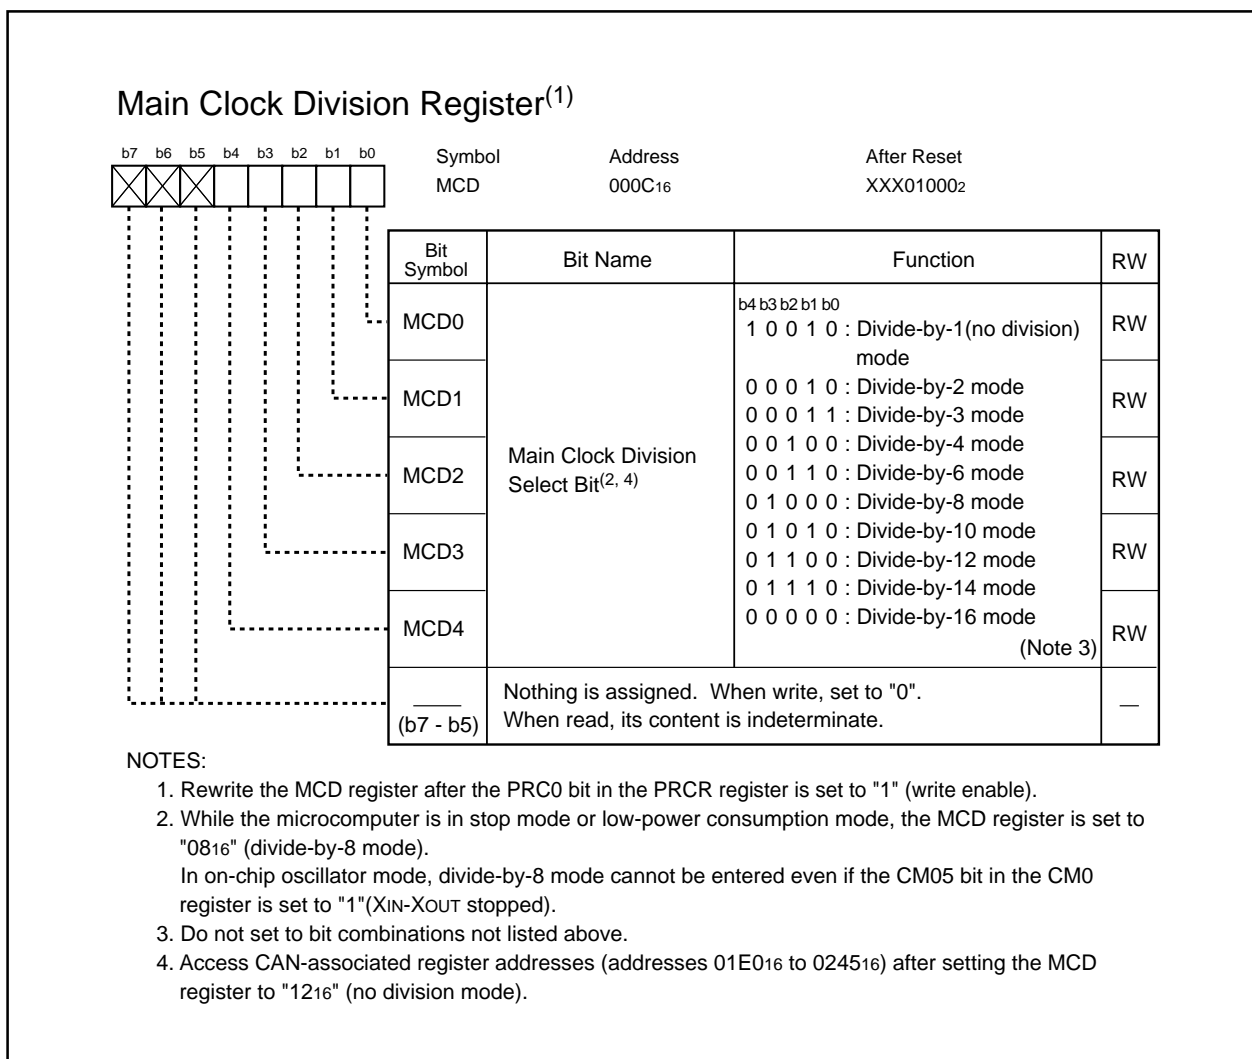 Main Clock Division Register(1)
b7 b6 b5 b4 b3 b2 b1 b0
Symbol Address After Reset
MCD 000C16 XXX010002
Bit Symbol Bit Name Function RW
b4 b3 b2 b1 b0
MCD0 1 0 0 1 0 : Divide-by-1(no division) RW
mode
0 0 0 1 0 : Divide-by-2 mode
MCD1 0 0 0 1 1 : Divide-by-3 mode RW
0 0 1 0 0 : Divide-by-4 mode
Main Clock Division
MCD2 0 0 1 1 0 : Divide-by-6 mode RW
Select Bit(2, 4)
0 1 0 0 0 : Divide-by-8 mode
0 1 0 1 0 : Divide-by-10 mode
MCD3 0 1 1 0 0 : Divide-by-12 mode RW
0 1 1 1 0 : Divide-by-14 mode
0 0 0 0 0 : Divide-by-16 mode
MCD4 RW
(Note 3)
Nothing is assigned. When write, set to "0".
(b7 - b5) When read, its content is indeterminate. —
NOTES:
1. Rewrite the MCD register after the PRC0 bit in the PRCR register is set to "1" (write enable).
2. While the microcomputer is in stop mode or low-power consumption mode, the MCD register is set to
"0816" (divide-by-8 mode).
In on-chip oscillator mode, divide-by-8 mode cannot be entered even if the CM05 bit in the CM0
register is set to "1"(XIN-XOUT stopped).
3. Do not set to bit combinations not listed above.
4. Access CAN-associated register addresses (addresses 01E016 to 024516) after setting the MCD
register to "1216" (no division mode).